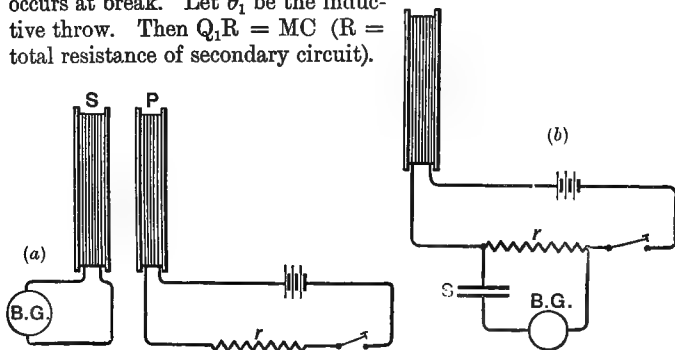 occurs at break. Let θ₁ be the induc-
tive throw. Then Q₁R = MC (R =
total resistance of secondary circuit).
S P
(a)
B.G.
r
(b)
r
S
B.G.